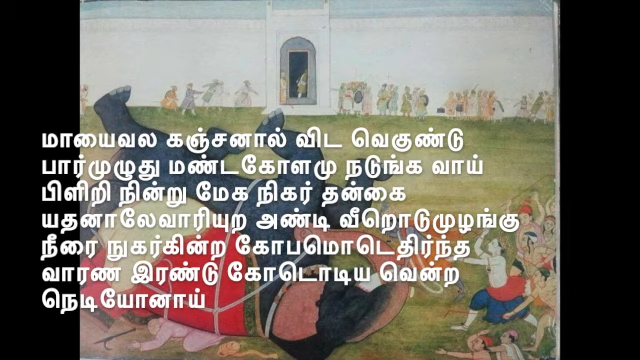 மாயைவல கஞ்சனால் விட வெகுண்டு
பார்முழுது மண்டகோளமு நடுங்க வாய்
பிளிறி நின்று மேக நிகர் தன்கை
யதனாலேவாரியுற அண்டி வீறொடுமுழங்கு
நீரை நுகர்கின்ற கோபமொடெதிர்ந்த
வாரண இரண்டு கோடொடிய வென்ற
நெடியோனாய்